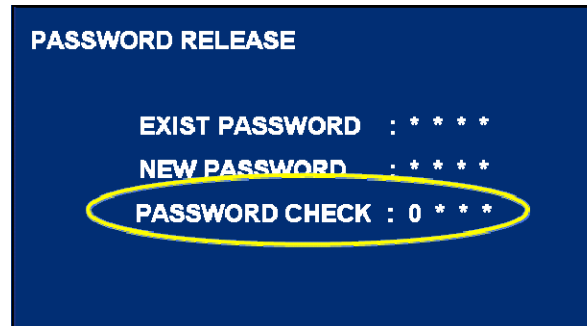 PASSWORD RELEASE
EXIST PASSWORD : * * * *
NEW PASSWORD : * * * *
PASSWORD CHECK : 0 * * *